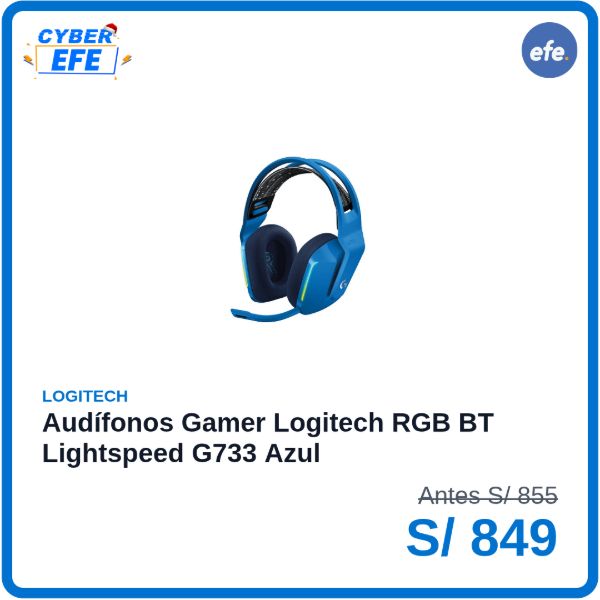 CYBER
EFE
efe.
LOGITECH
Audífonos Gamer Logitech RGB BT
Lightspeed G733 Azul
Antes S/ 855
S/ 849